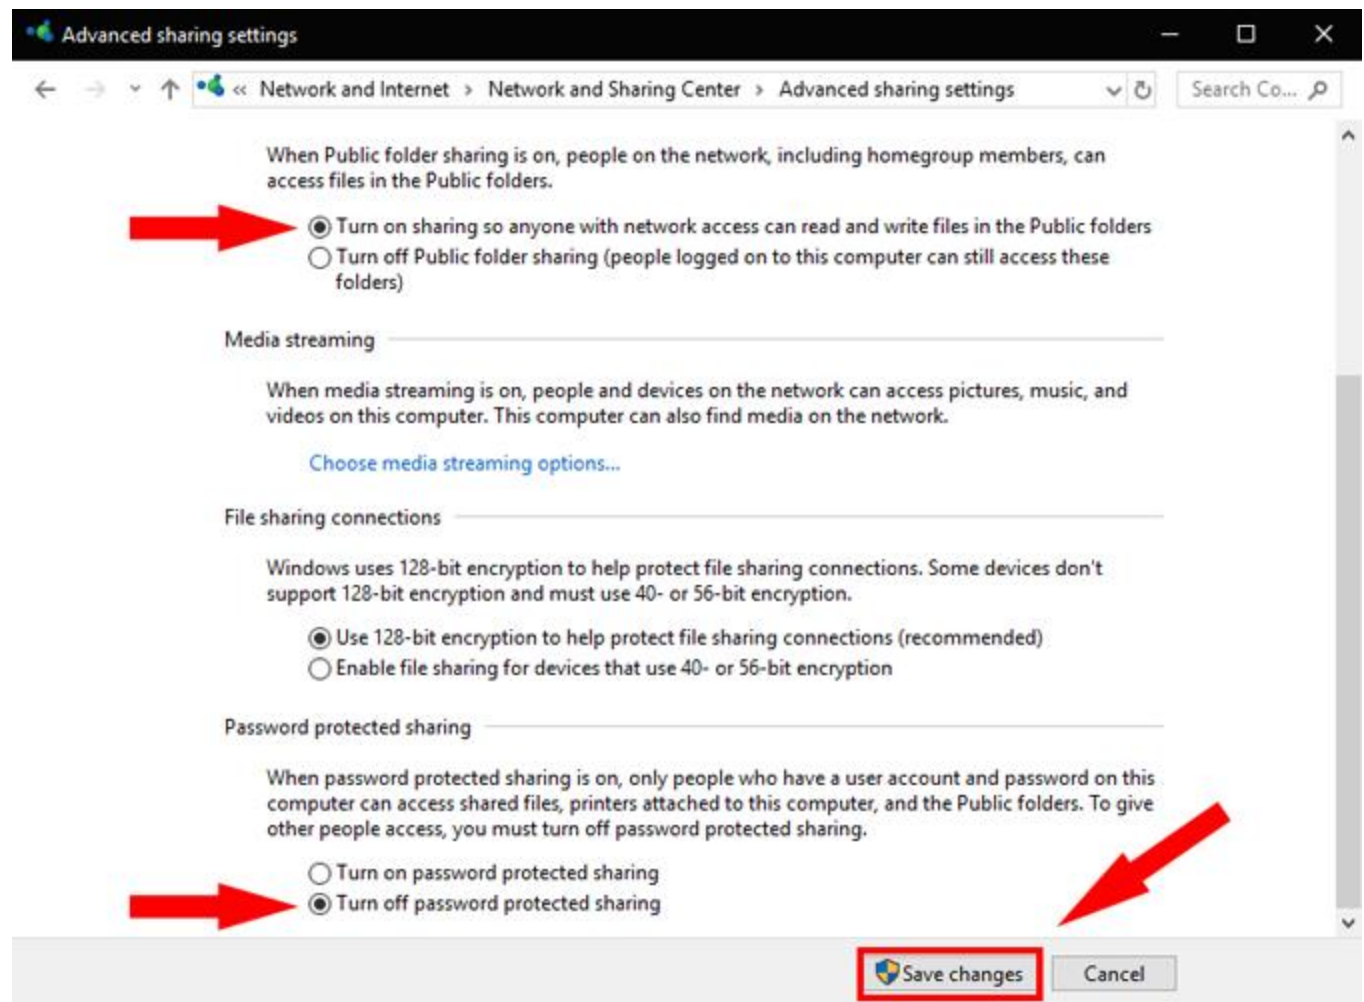 Advanced sharing settings
« Network and Internet › Network and Sharing Center › Advanced sharing settings
Search Co...
When Public folder sharing is on, people on the network, including homegroup members, can
access files in the Public folders.
Turn on sharing so anyone with network access can read and write files in the Public folders
Turn off Public folder sharing (people logged on to this computer can still access these
folders)
Media streaming
When media streaming is on, people and devices on the network can access pictures, music, and
videos on this computer. This computer can also find media on the network.
Choose media streaming options...
File sharing connections
Windows uses 128-bit encryption to help protect file sharing connections. Some devices don't
support 128-bit encryption and must use 40- or 56-bit encryption.
Use 128-bit encryption to help protect file sharing connections (recommended)
Enable file sharing for devices that use 40- or 56-bit encryption
Password protected sharing
When password protected sharing is on, only people who have a user account and password on this
computer can access shared files, printers attached to this computer, and the Public folders. To give
other people access, you must turn off password protected sharing.
Turn on password protected sharing
Turn off password protected sharing
Save changes
Cancel